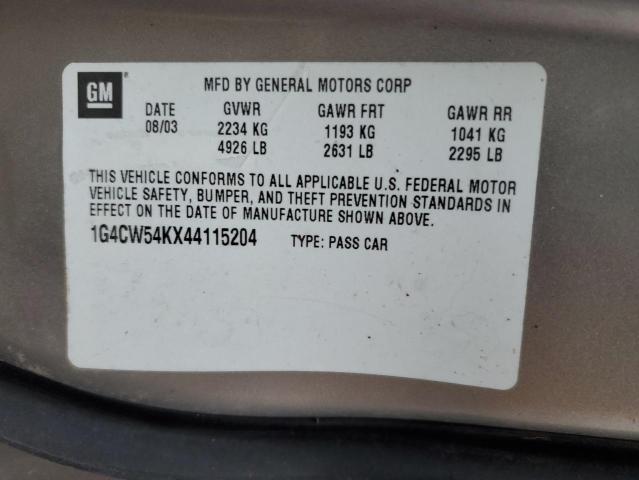 GM
MFD BY GENERAL MOTORS CORP
DATE GVWR GAWR FRT GAWR RR
08/03 2234 KG 1193 KG 1041 KG
4926 LB 2631 LB 2295 LB
THIS VEHICLE CONFORMS TO ALL APPLICABLE U.S. FEDERAL MOTOR
VEHICLE SAFETY, BUMPER, AND THEFT PREVENTION STANDARDS IN
EFFECT ON THE DATE OF MANUFACTURE SHOWN ABOVE.
1G4CW54KX44115204 TYPE: PASS CAR